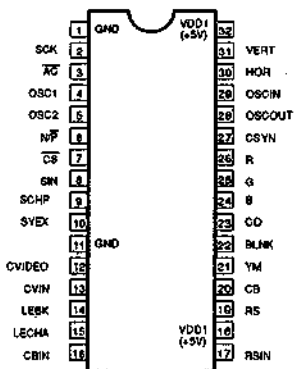 1 GND VDD1 (+5V) 32
SCK 2 31 VERT
AC 3 30 HOR
OSC1 4 29 OSCIN
OSC2 5 28 OSCOUT
N/P 6 27 CSYN
CS 7 26 R
SIN 8 25 G
SCHP 9 24 B
SYEX 10 23 CO
11 GND 22 BLNK
CVIDEO 12 21 YM
CVIN 13 20 CB
LEBK 14 19 RS
LECHA 15 VDD1 (+5V) 18
CBIN 16 17 RSIN